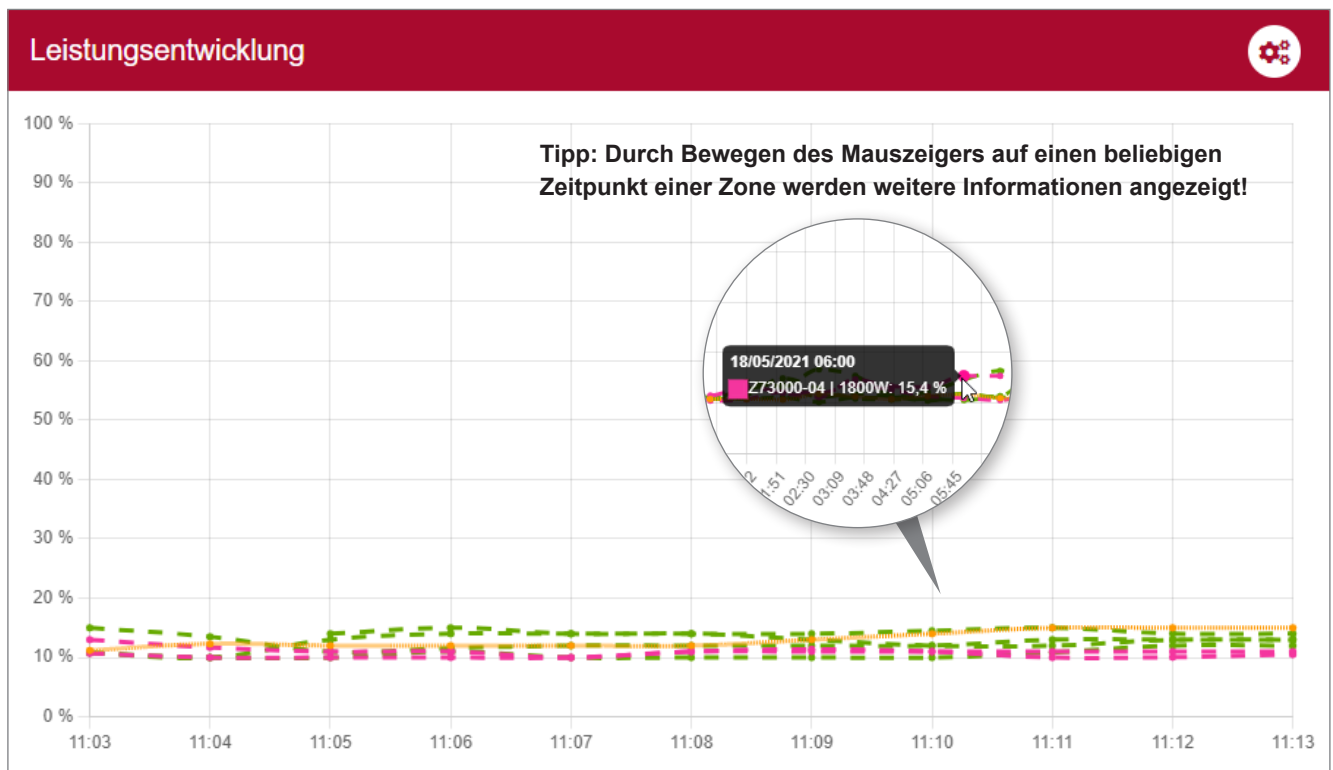 Leistungsentwicklung
100 %
90 %
80 %
70 %
60 %
50 %
40 %
30 %
20 %
10 %
0 %
Tipp: Durch Bewegen des Mauszeigers auf einen beliebigen
Zeitpunkt einer Zone werden weitere Informationen angezeigt!
18/05/2021 06:00
Z73000-04 | 1800W: 15,4 %
02:30 03:09 03:48 04:27 05:06 05:45
11:03 11:04 11:05 11:06 11:07 11:08 11:09 11:10 11:11 11:12 11:13